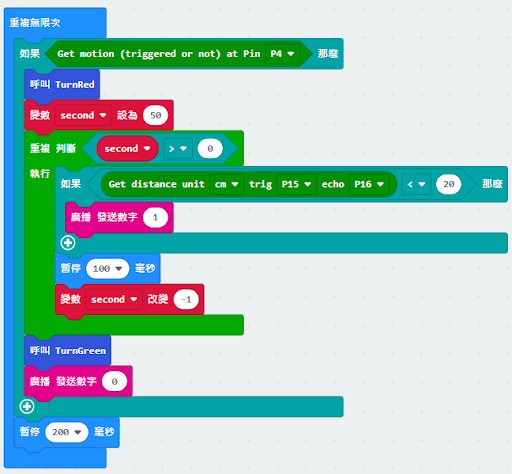 重複無限次
如果 Get motion (triggered or not) at Pin P4 那麼
呼叫 TurnRed
變數 second 設為 50
重複 判斷 second > 0
執行
如果 Get distance unit cm trig P15 echo P16 < 20 那麼
廣播 發送數字 1
暫停 100 毫秒
變數 second 改變 -1
呼叫 TurnGreen
廣播 發送數字 0
暫停 200 毫秒